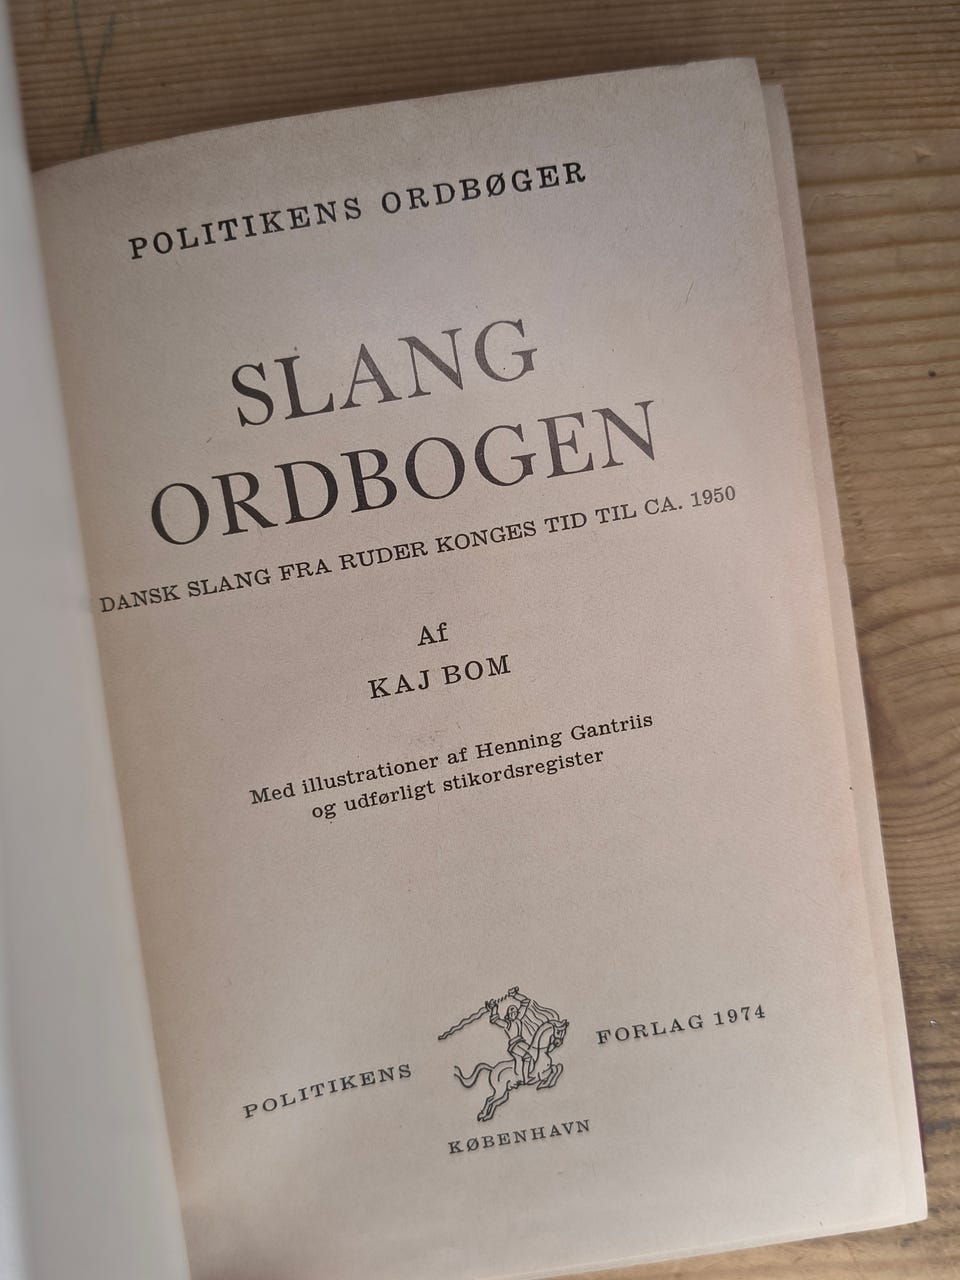 POLITIKENS ORDBØGER
SLANG
ORDBOGEN
DANSK SLANG FRA RUDER KONGES TID TIL CA. 1950
Af
KAJ BOM
Med illustrationer af Henning Gantriis
og udførligt stikordsregister
POLITIKENS FORLAG 1974
KØBENHAVN